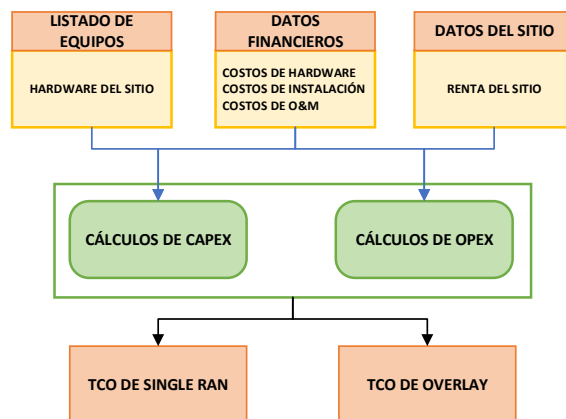 LISTADO DE
EQUIPOS
HARDWARE DEL SITIO
DATOS
FINANCIEROS
COSTOS DE HARDWARE
COSTOS DE INSTALACIÓN
COSTOS DE O&M
DATOS DEL SITIO
RENTA DEL SITIO
CÁLCULOS DE CAPEX
CÁLCULOS DE OPEX
TCO DE SINGLE RAN
TCO DE OVERLAY